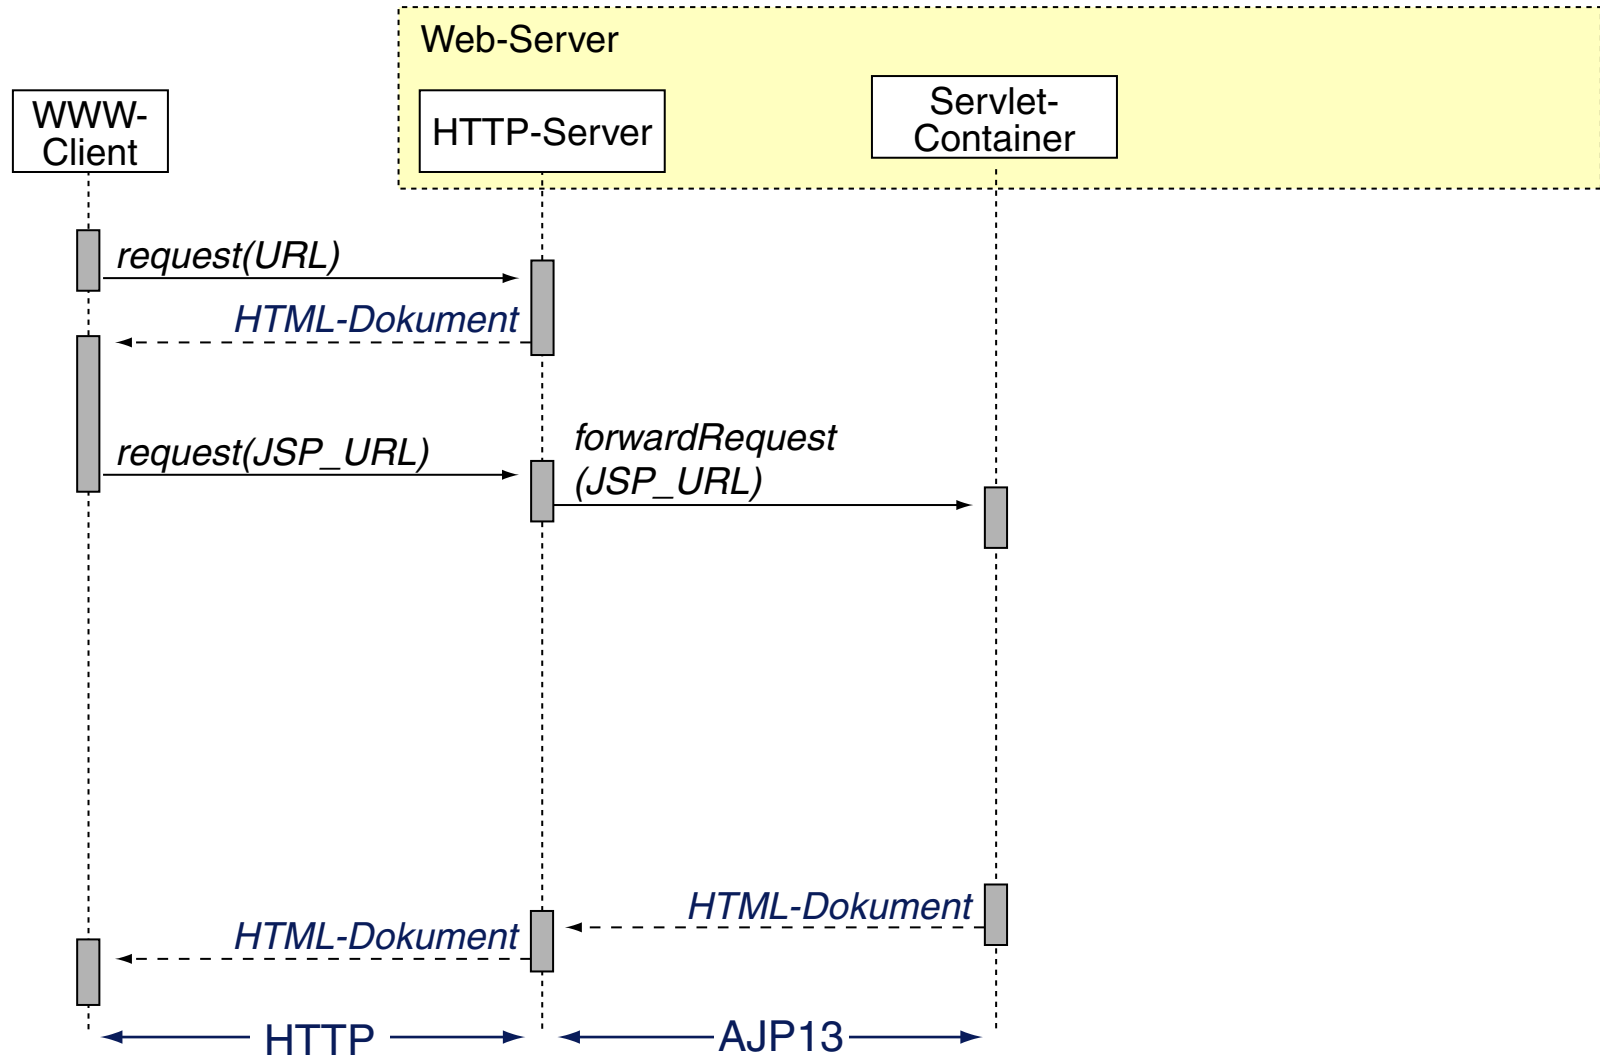 Web-Server
WWW-
Client
HTTP-Server
Servlet-
Container
request(URL)
HTML-Dokument
request(JSP_URL)
forwardRequest
(JSP_URL)
HTML-Dokument
HTML-Dokument
HTTP
AJP13